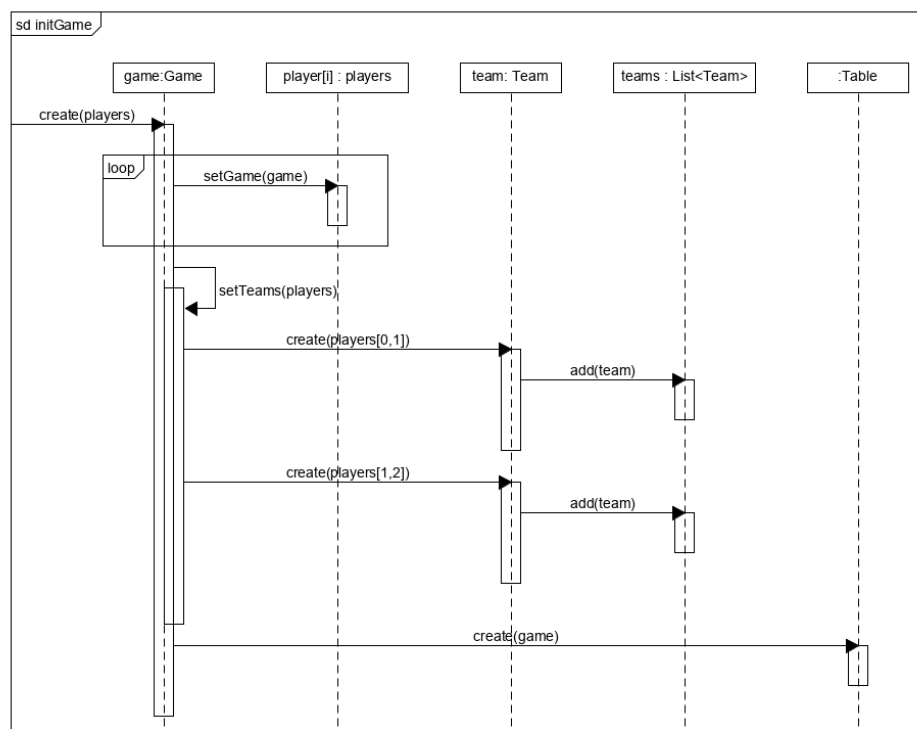 sd initGame
game:Game
player[i] : players
team: Team
teams : List<Team>
:Table
create(players)
loop
setGame(game)
setTeams(players)
create(players[0,1])
add(team)
create(players[1,2])
add(team)
create(game)